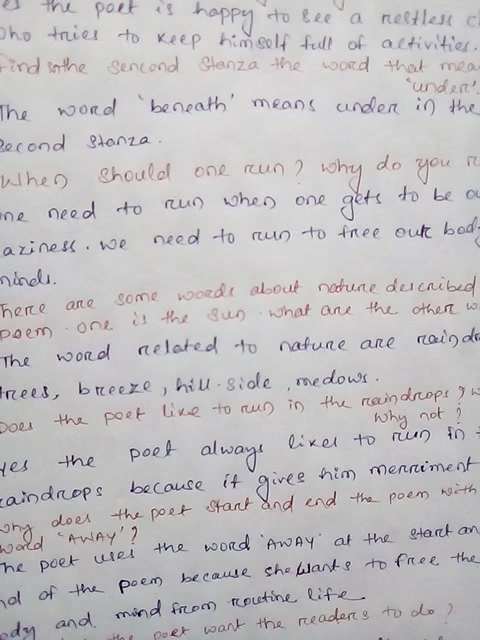 es the poet is happy to see a restless c
who tries to keep himself full of activities.
Find in the sencond stanza the word that mea
'under'.
The word 'beneath' means under in the
second stanza.
When should one run? why do you r
one need to run when one gets to be o
laziness. we need to run to free our body
minds.
There are some words about nature described
poem. one is the sun. what are the other w
The word related to nature are raindr
trees, breeze, hill-side, medows.
Does the poet like to run in the raindrops? w
why not?
yes the poet always likes to run in t
raindrops because it gives him merriment
why does the poet start and end the poem with
word 'AWAY'?
The poet uses the word 'AWAY' at the start an
nd of the poem because she wants to free the
ody and mind from routine life
the poet want the readers to do?